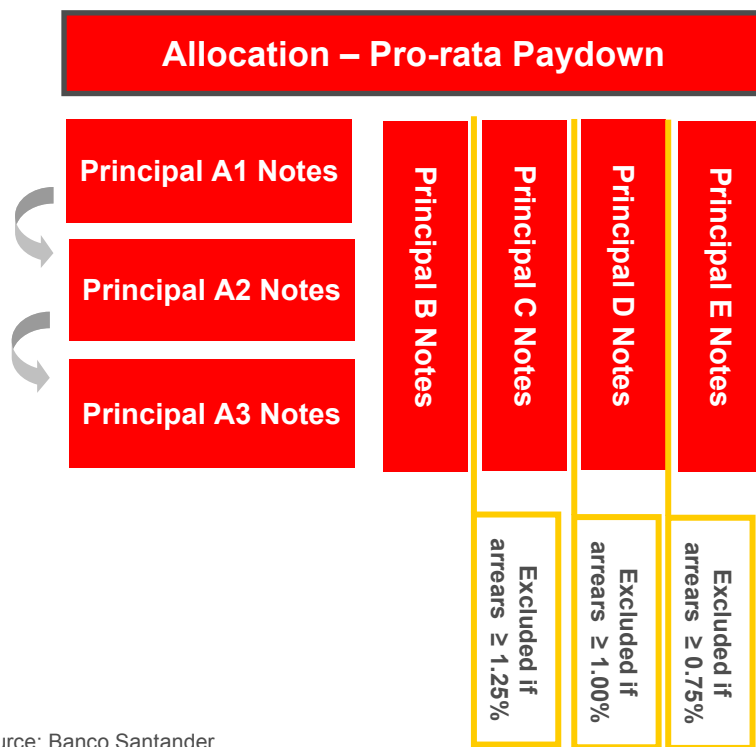 Allocation – Pro-rata Paydown
Principal A1 Notes
Principal A2 Notes
Principal A3 Notes
Principal B Notes
Principal C Notes
Principal D Notes
Principal E Notes
Excluded if
arrears ≥ 1.25%
Excluded if
arrears ≥ 1.00%
Excluded if
arrears ≥ 0.75%
urce: Banco Santander